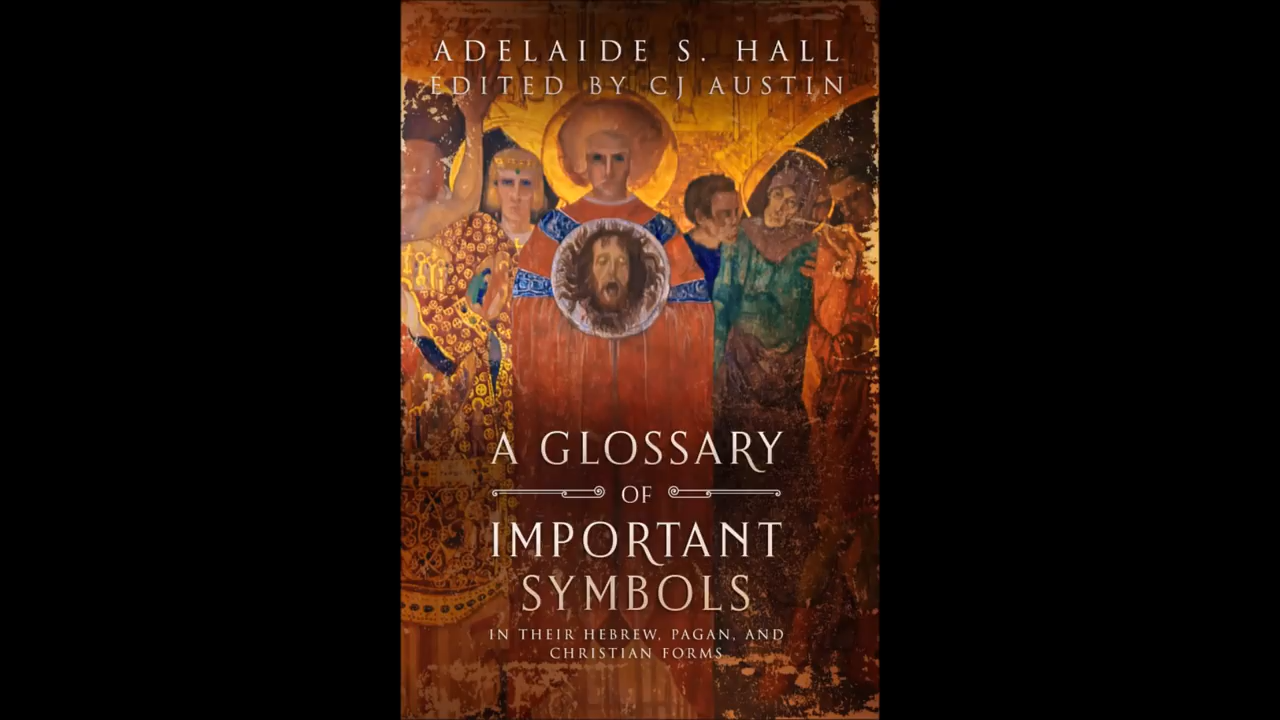 ADELAIDE S. HALL
EDITED BY CJ AUSTIN
A GLOSSARY
OF
IMPORTANT
SYMBOLS
IN THEIR HEBREW, PAGAN, AND
CHRISTIAN FORMS